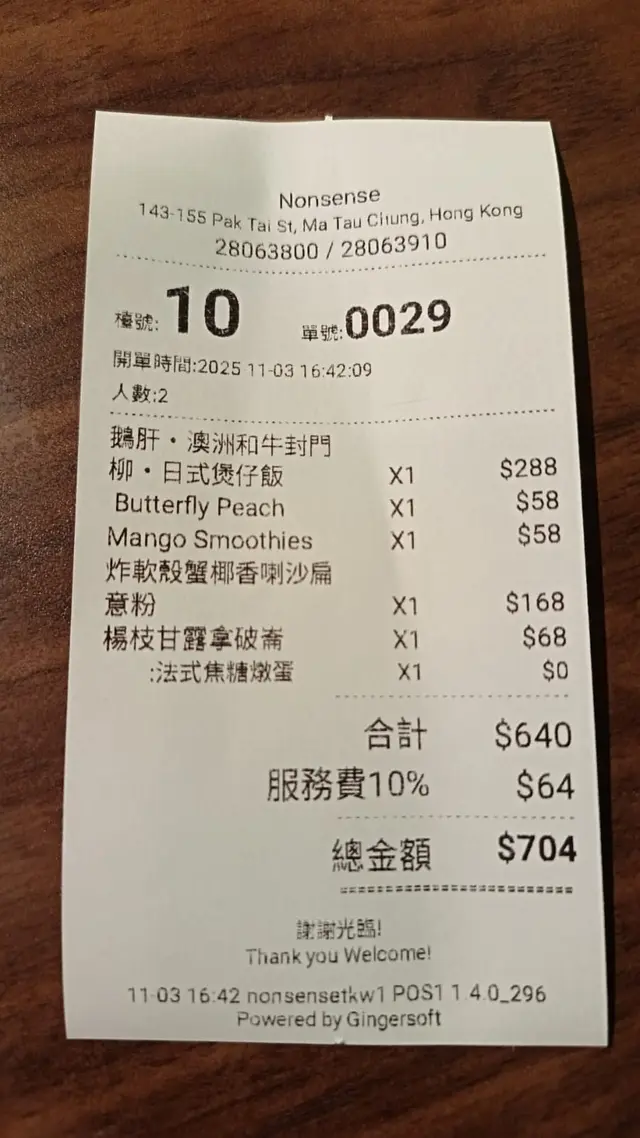 Nonsense
143-155 Pak Tai St, Ma Tau Chung, Hong Kong
28063800 / 28063910
檯號: 10 單號:0029
開單時間:2025 11-03 16:42:09
人數:2
鵝肝・澳洲和牛封門
柳・日式煲仔飯 X1 $288
Butterfly Peach X1 $58
Mango Smoothies X1 $58
炸軟殼蟹椰香喇沙扁
意粉 X1 $168
楊枝甘露拿破崙 X1 $68
:法式焦糖燉蛋 X1 $0
合計 $640
服務費10% $64
總金額 $704
謝謝光臨!
Thank you Welcome!
11-03 16:42 nonsensetkw1 POS1 1.4.0_296
Powered by Gingersoft